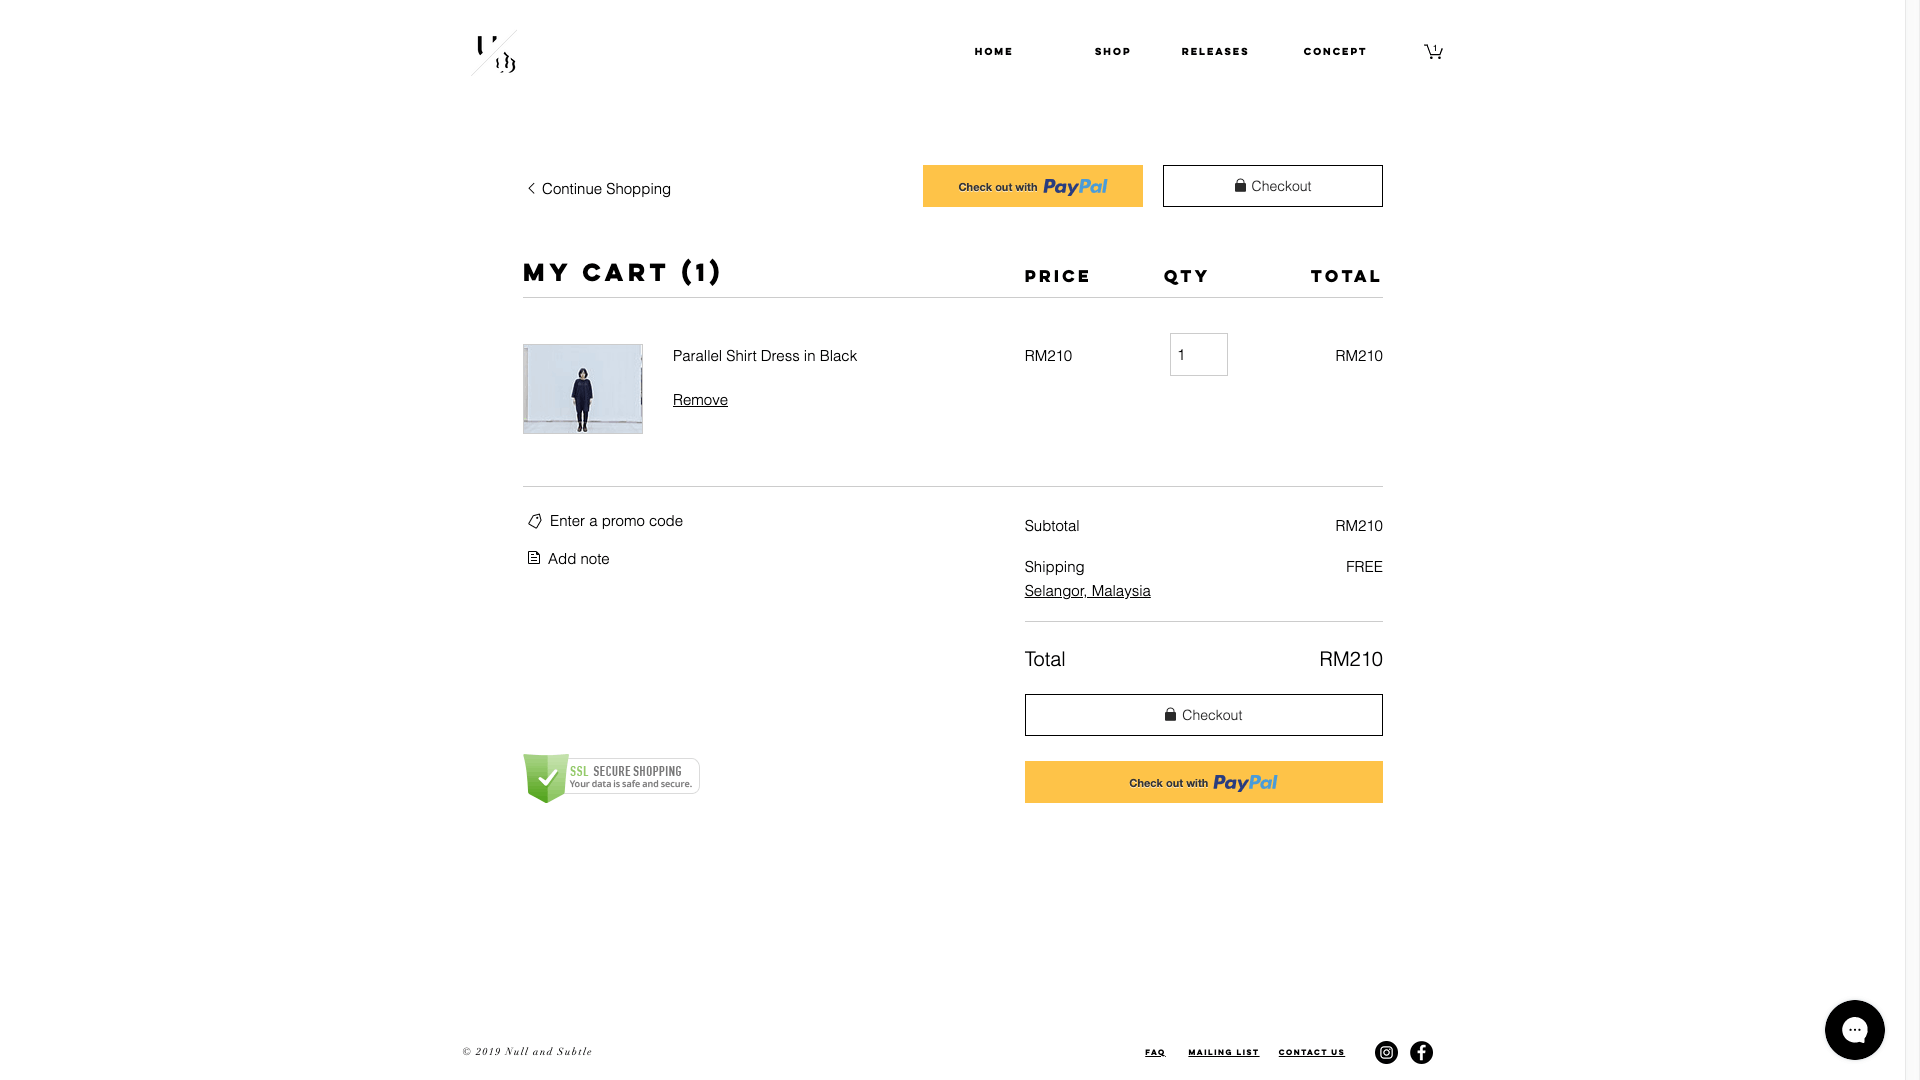 HOME SHOP RELEASES CONCEPT 1
Continue Shopping
Check out with PayPal
Checkout
MY CART (1) PRICE QTY TOTAL
Parallel Shirt Dress in Black RM210 1 RM210
Remove
Enter a promo code
Add note
Subtotal RM210
Shipping FREE
Selangor, Malaysia
Total RM210
Checkout
SSL SECURE SHOPPING
Your data is safe and secure.
Check out with PayPal
© 2019 Null and Subtle
FAQ MAILING LIST CONTACT US